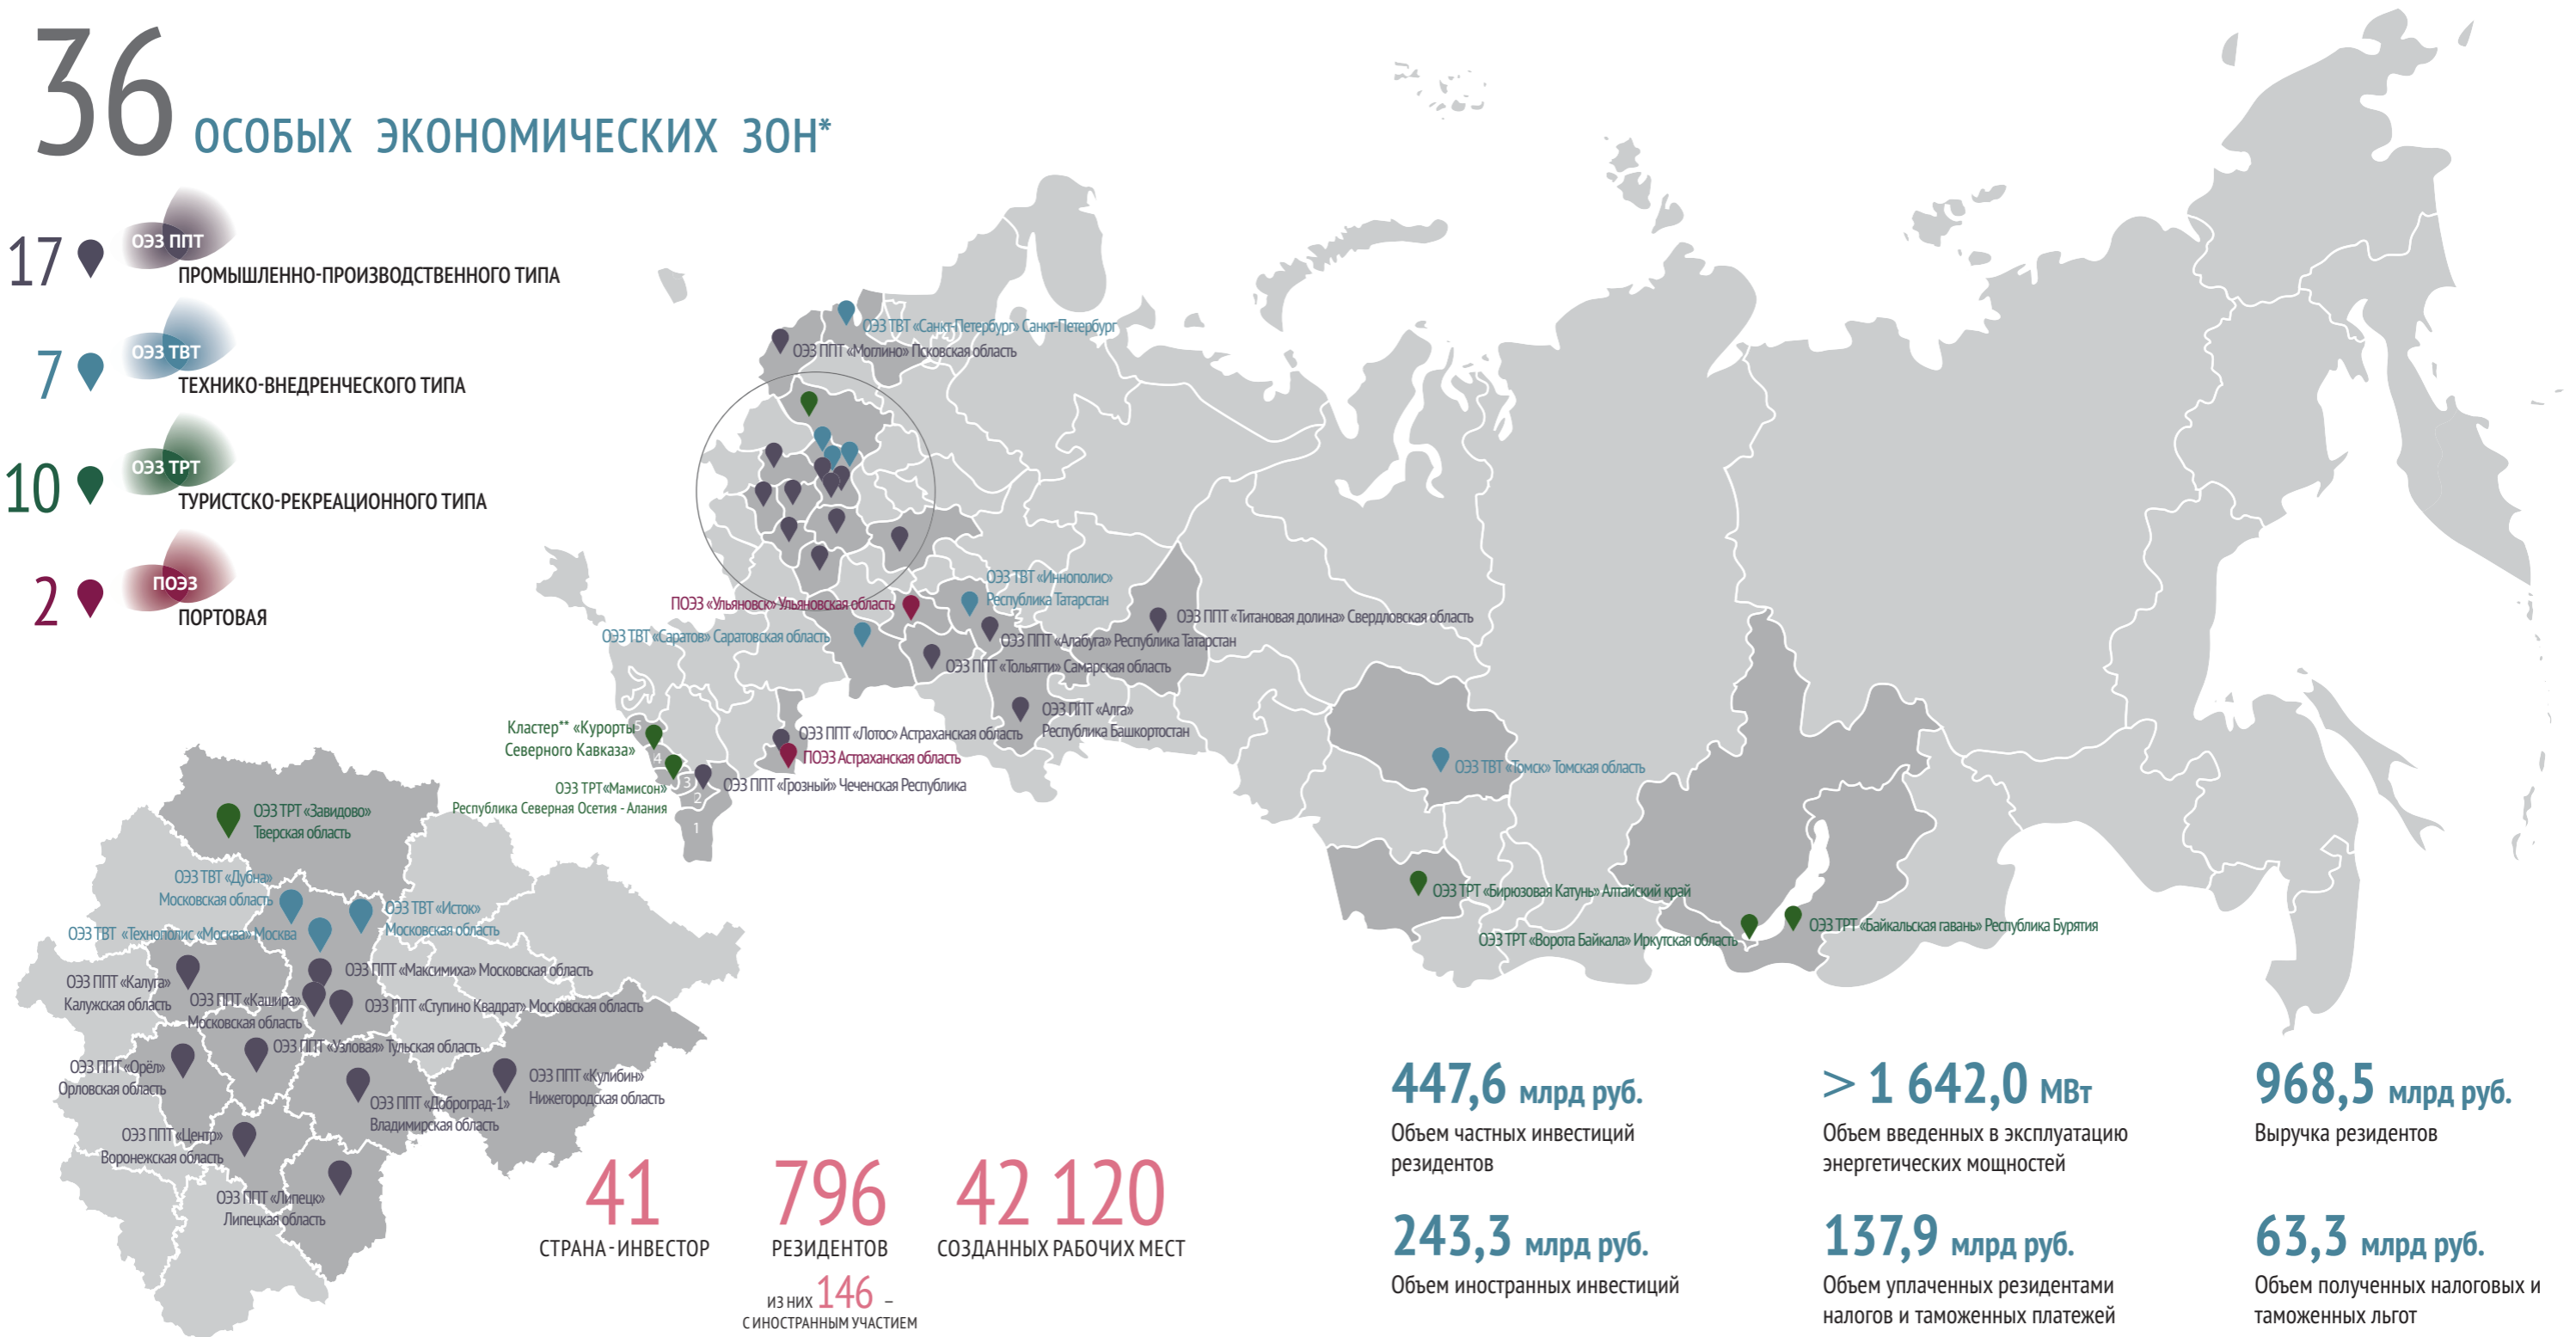 36 ОСОБЫХ ЭКОНОМИЧЕСКИХ ЗОН*
17 ОЭЗ ППТ
ПРОМЫШЛЕННО-ПРОИЗВОДСТВЕННОГО ТИПА
7 ОЭЗ ТВТ
ТЕХНИКО-ВНЕДРЕНЧЕСКОГО ТИПА
10 ОЭЗ ТРТ
ТУРИСТСКО-РЕКРЕАЦИОННОГО ТИПА
2 ПОЭЗ
ПОРТОВАЯ
ОЭЗ ТВТ «Санкт-Петербург» Санкт-Петербург
ОЭЗ ППТ «Моглино» Псковская область
ОЭЗ ТВТ «Иннополис»
Республика Татарстан
ПОЭЗ «Ульяновск» Ульяновская область
ОЭЗ ППТ «Титановая долина» Свердловская область
ОЭЗ ТВТ «Саратов» Саратовская область
ОЭЗ ППТ «Алабуга» Республика Татарстан
ОЭЗ ППТ «Тольятти» Самарская область
ОЭЗ ППТ «Алга»
Республика Башкортостан
Кластер** «Курорты
Северного Кавказа»
ОЭЗ ППТ «Лотос» Астраханская область
ПОЭЗ Астраханская область
ОЭЗ ТРТ«Мамисон»
Республика Северная Осетия - Алания
ОЭЗ ППТ «Грозный» Чеченская Республика
5
4
3
2
1
ОЭЗ ТВТ «Томск» Томская область
ОЭЗ ТРТ «Бирюзовая Катунь» Алтайский край
ОЭЗ ТРТ «Ворота Байкала» Иркутская область
ОЭЗ ТРТ «Байкальская гавань» Республика Бурятия
ОЭЗ ТРТ «Завидово»
Тверская область
ОЭЗ ТВТ «Дубна»
Московская область
ОЭЗ ТВТ «Исток»
Московская область
ОЭЗ ТВТ «Технополис «Москва» Москва
ОЭЗ ППТ «Максимиха» Московская область
ОЭЗ ППТ «Калуга»
Калужская область
ОЭЗ ППТ «Кашира»
Московская область
ОЭЗ ППТ «Ступино Квадрат» Московская область
ОЭЗ ППТ «Узловая» Тульская область
ОЭЗ ППТ «Орёл»
Орловская область
ОЭЗ ППТ «Кулибин»
Нижегородская область
ОЭЗ ППТ «Доброград-1»
Владимирская область
ОЭЗ ППТ «Центр»
Воронежская область
ОЭЗ ППТ «Липецк»
Липецкая область
41
СТРАНА-ИНВЕСТОР
796
РЕЗИДЕНТОВ
ИЗ НИХ 146 –
С ИНОСТРАННЫМ УЧАСТИЕМ
42 120
СОЗДАННЫХ РАБОЧИХ МЕСТ
447,6 млрд руб.
Объем частных инвестиций
резидентов
> 1 642,0 МВт
Объем введенных в эксплуатацию
энергетических мощностей
968,5 млрд руб.
Выручка резидентов
243,3 млрд руб.
Объем иностранных инвестиций
137,9 млрд руб.
Объем уплаченных резидентами
налогов и таможенных платежей
63,3 млрд руб.
Объем полученных налоговых и
таможенных льгот